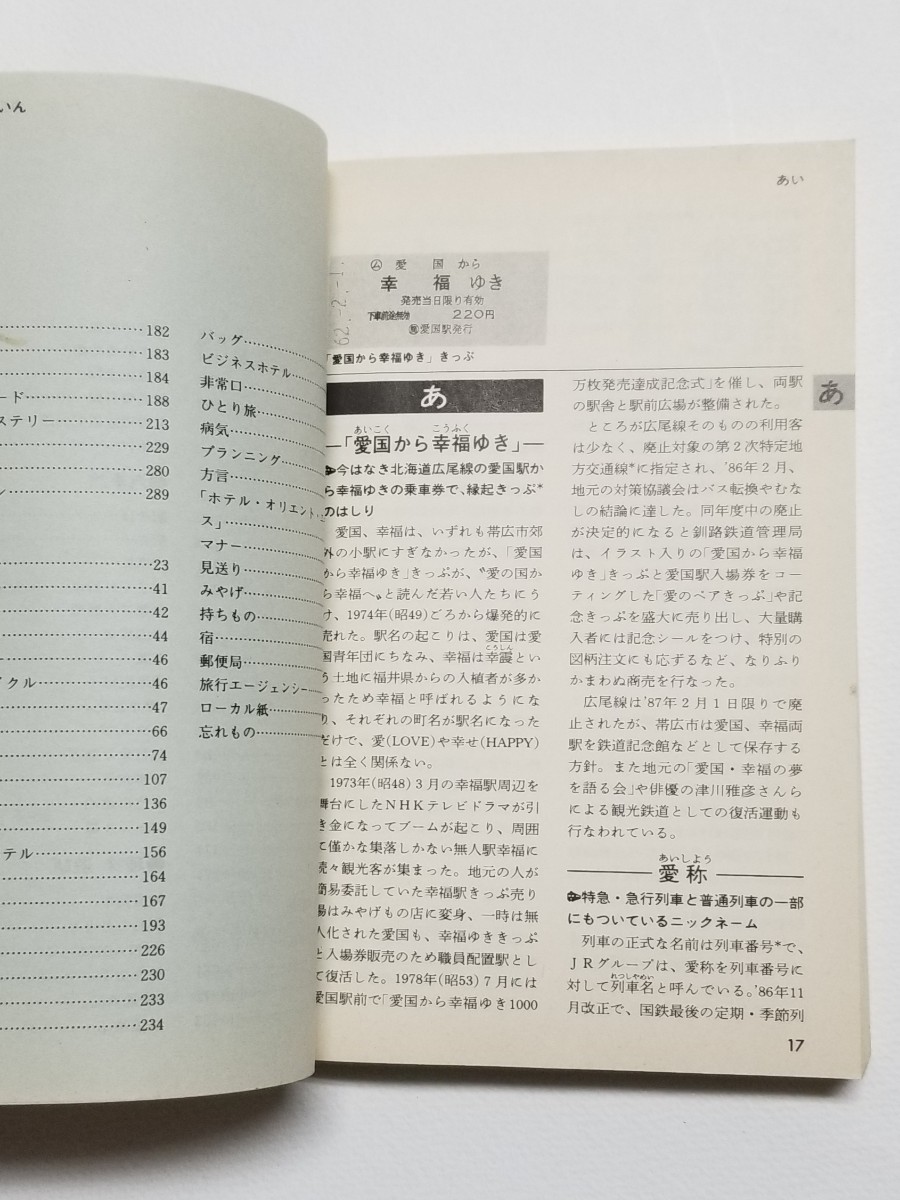 いん
182
183
184
ード………188
ステリー………213
229
280
ン………289
23
41
42
44
46
イクル………46
47
66
74
107
136
149
テル………156
164
167
193
226
230
233
234
バッグ………
ビジネスホテル………
非常口………
ひとり旅………
病気………
プランニング………
方言………
「ホテル・オリエント・
ス」………
マナー………
見送り………
みやげ………
持ちもの………
宿………
郵便局………
旅行エージェンシー………
ローカル紙………
忘れもの………
あい
62.-2.-1.
㋰ 愛 国 から
幸 福 ゆき
発売当日限り有効
下車前途無効 220円
愛国駅発行
「愛国から幸福ゆき」きっぷ
あ
あいこく こうふく
―「愛国から幸福ゆき」―
今はなき北海道広尾線の愛国駅か
ら幸福ゆきの乗車券で、縁起きっぷ*
のはしり
愛国、幸福は、いずれも帯広市郊
外の小駅にすぎなかったが、「愛国
から幸福ゆき」きっぷが、〝愛の国か
ら幸福へ〟と読んだ若い人たちにう
け、1974年(昭49)ごろから爆発的に
売れた。駅名の起こりは、愛国は愛
こうしん
国青年団にちなみ、幸福は幸震とい
う土地に福井県からの入植者が多か
ったため幸福と呼ばれるようにな
り、それぞれの町名が駅名になった
だけで、愛(LOVE)や幸せ(HAPPY)
とは全く関係ない。
1973年(昭48)3月の幸福駅周辺を
舞台にしたNHKテレビドラマが引
き金になってブームが起こり、周囲
に僅かな集落しかない無人駅幸福に
続々観光客が集まった。地元の人が
簡易委託していた幸福駅きっぷ売り
場はみやげもの店に変身、一時は無
人化された愛国も、幸福ゆききっぷ
と入場券販売のため職員配置駅とし
て復活した。1978年(昭53)7月には
愛国駅前で「愛国から幸福ゆき1000
万枚発売達成記念式」を催し、両駅
の駅舎と駅前広場が整備された。
ところが広尾線そのものの利用客
は少なく、廃止対象の第2次特定地
方交通線*に指定され、'86年2月、
地元の対策協議会はバス転換やむな
しの結論に達した。同年度中の廃止
が決定的になると釧路鉄道管理局
は、イラスト入りの「愛国から幸福
ゆき」きっぷと愛国駅入場券をコー
ティングした「愛のペアきっぷ」や記
念きっぷを盛大に売り出し、大量購
入者には記念シールをつけ、特別の
図柄注文にも応ずるなど、なりふり
かまわぬ商売を行なった。
広尾線は'87年2月1日限りで廃
止されたが、帯広市は愛国、幸福両
駅を鉄道記念館などとして保存する
方針。また地元の「愛国・幸福の夢
を語る会」や俳優の津川雅彦さんら
による観光鉄道としての復活運動も
行なわれている。
あいしよう
愛称
特急・急行列車と普通列車の一部
にもついているニックネーム
列車の正式な名前は列車番号*で、
JRグループは、愛称を列車番号に
れつしやめい
対して列車名と呼んでいる。'86年11
月改正で、国鉄最後の定期・季節列
あ
17